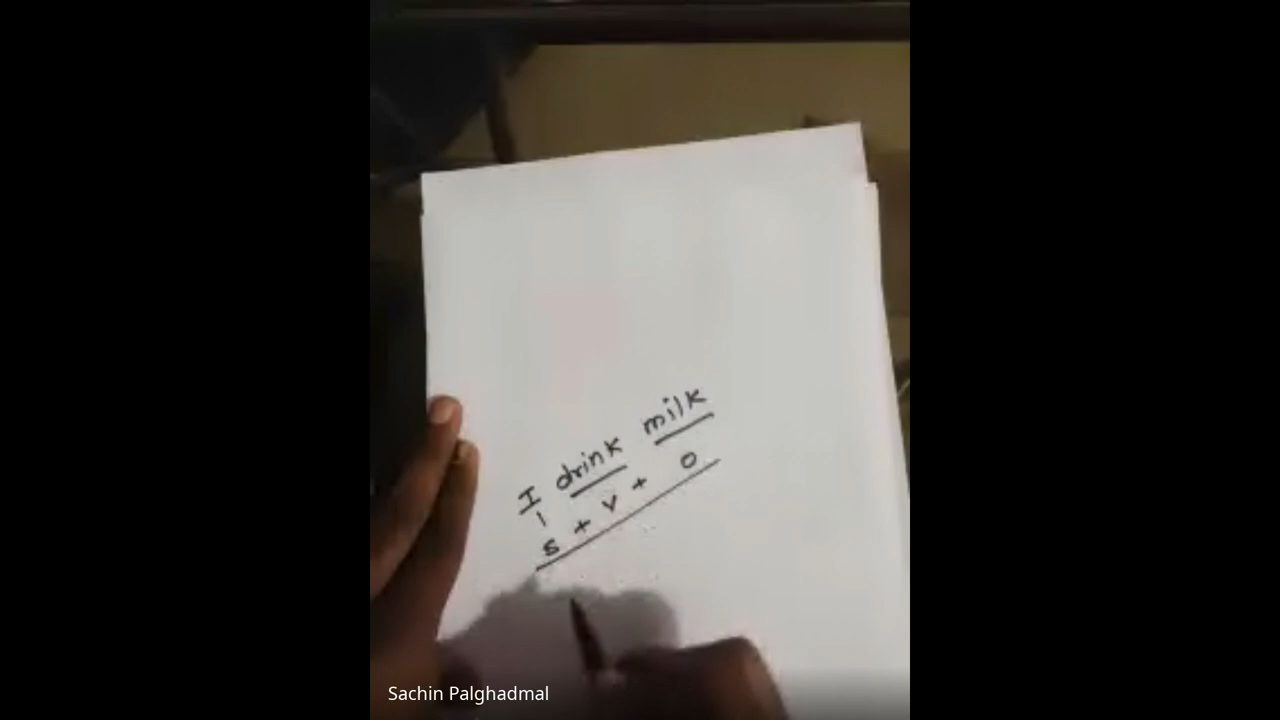 I drink milk
S + V + O
Sachin Palghadmal